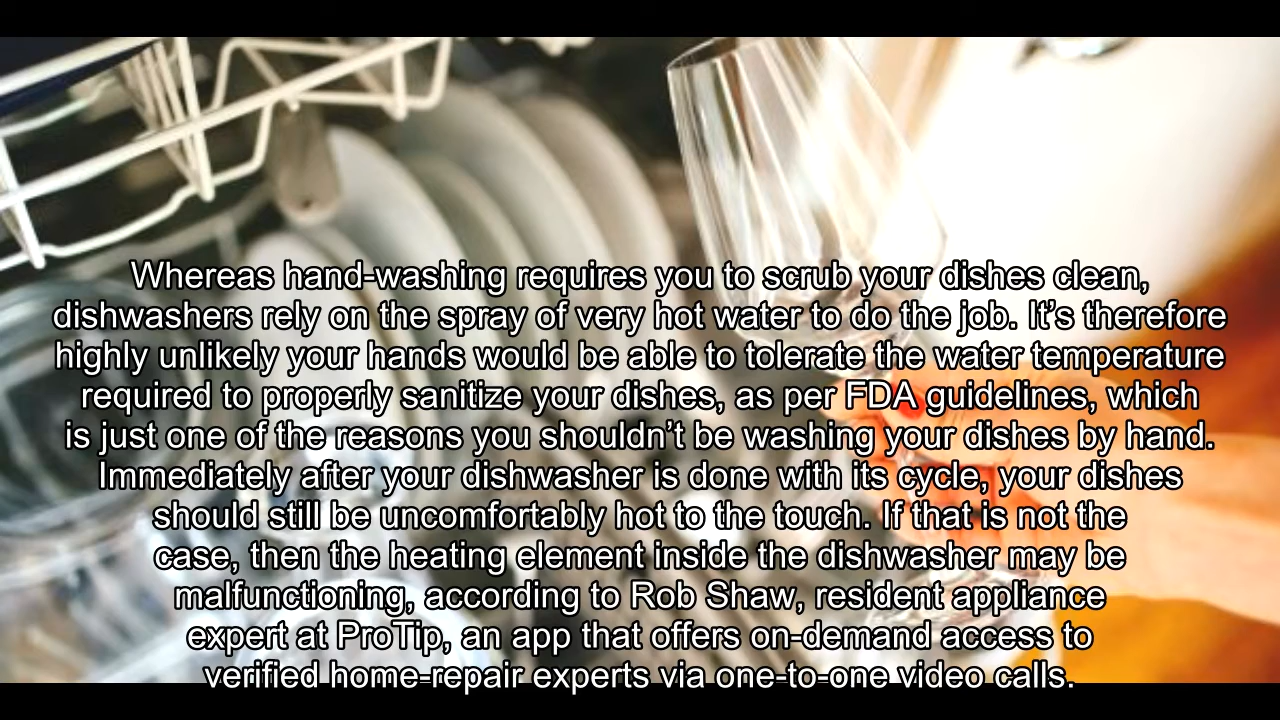 Whereas hand-washing requires you to scrub your dishes clean,
dishwashers rely on the spray of very hot water to do the job. It’s therefore
highly unlikely your hands would be able to tolerate the water temperature
required to properly sanitize your dishes, as per FDA guidelines, which
is just one of the reasons you shouldn’t be washing your dishes by hand.
Immediately after your dishwasher is done with its cycle, your dishes
should still be uncomfortably hot to the touch. If that is not the
case, then the heating element inside the dishwasher may be
malfunctioning, according to Rob Shaw, resident appliance
expert at ProTip, an app that offers on-demand access to
verified home-repair experts via one-to-one video calls.